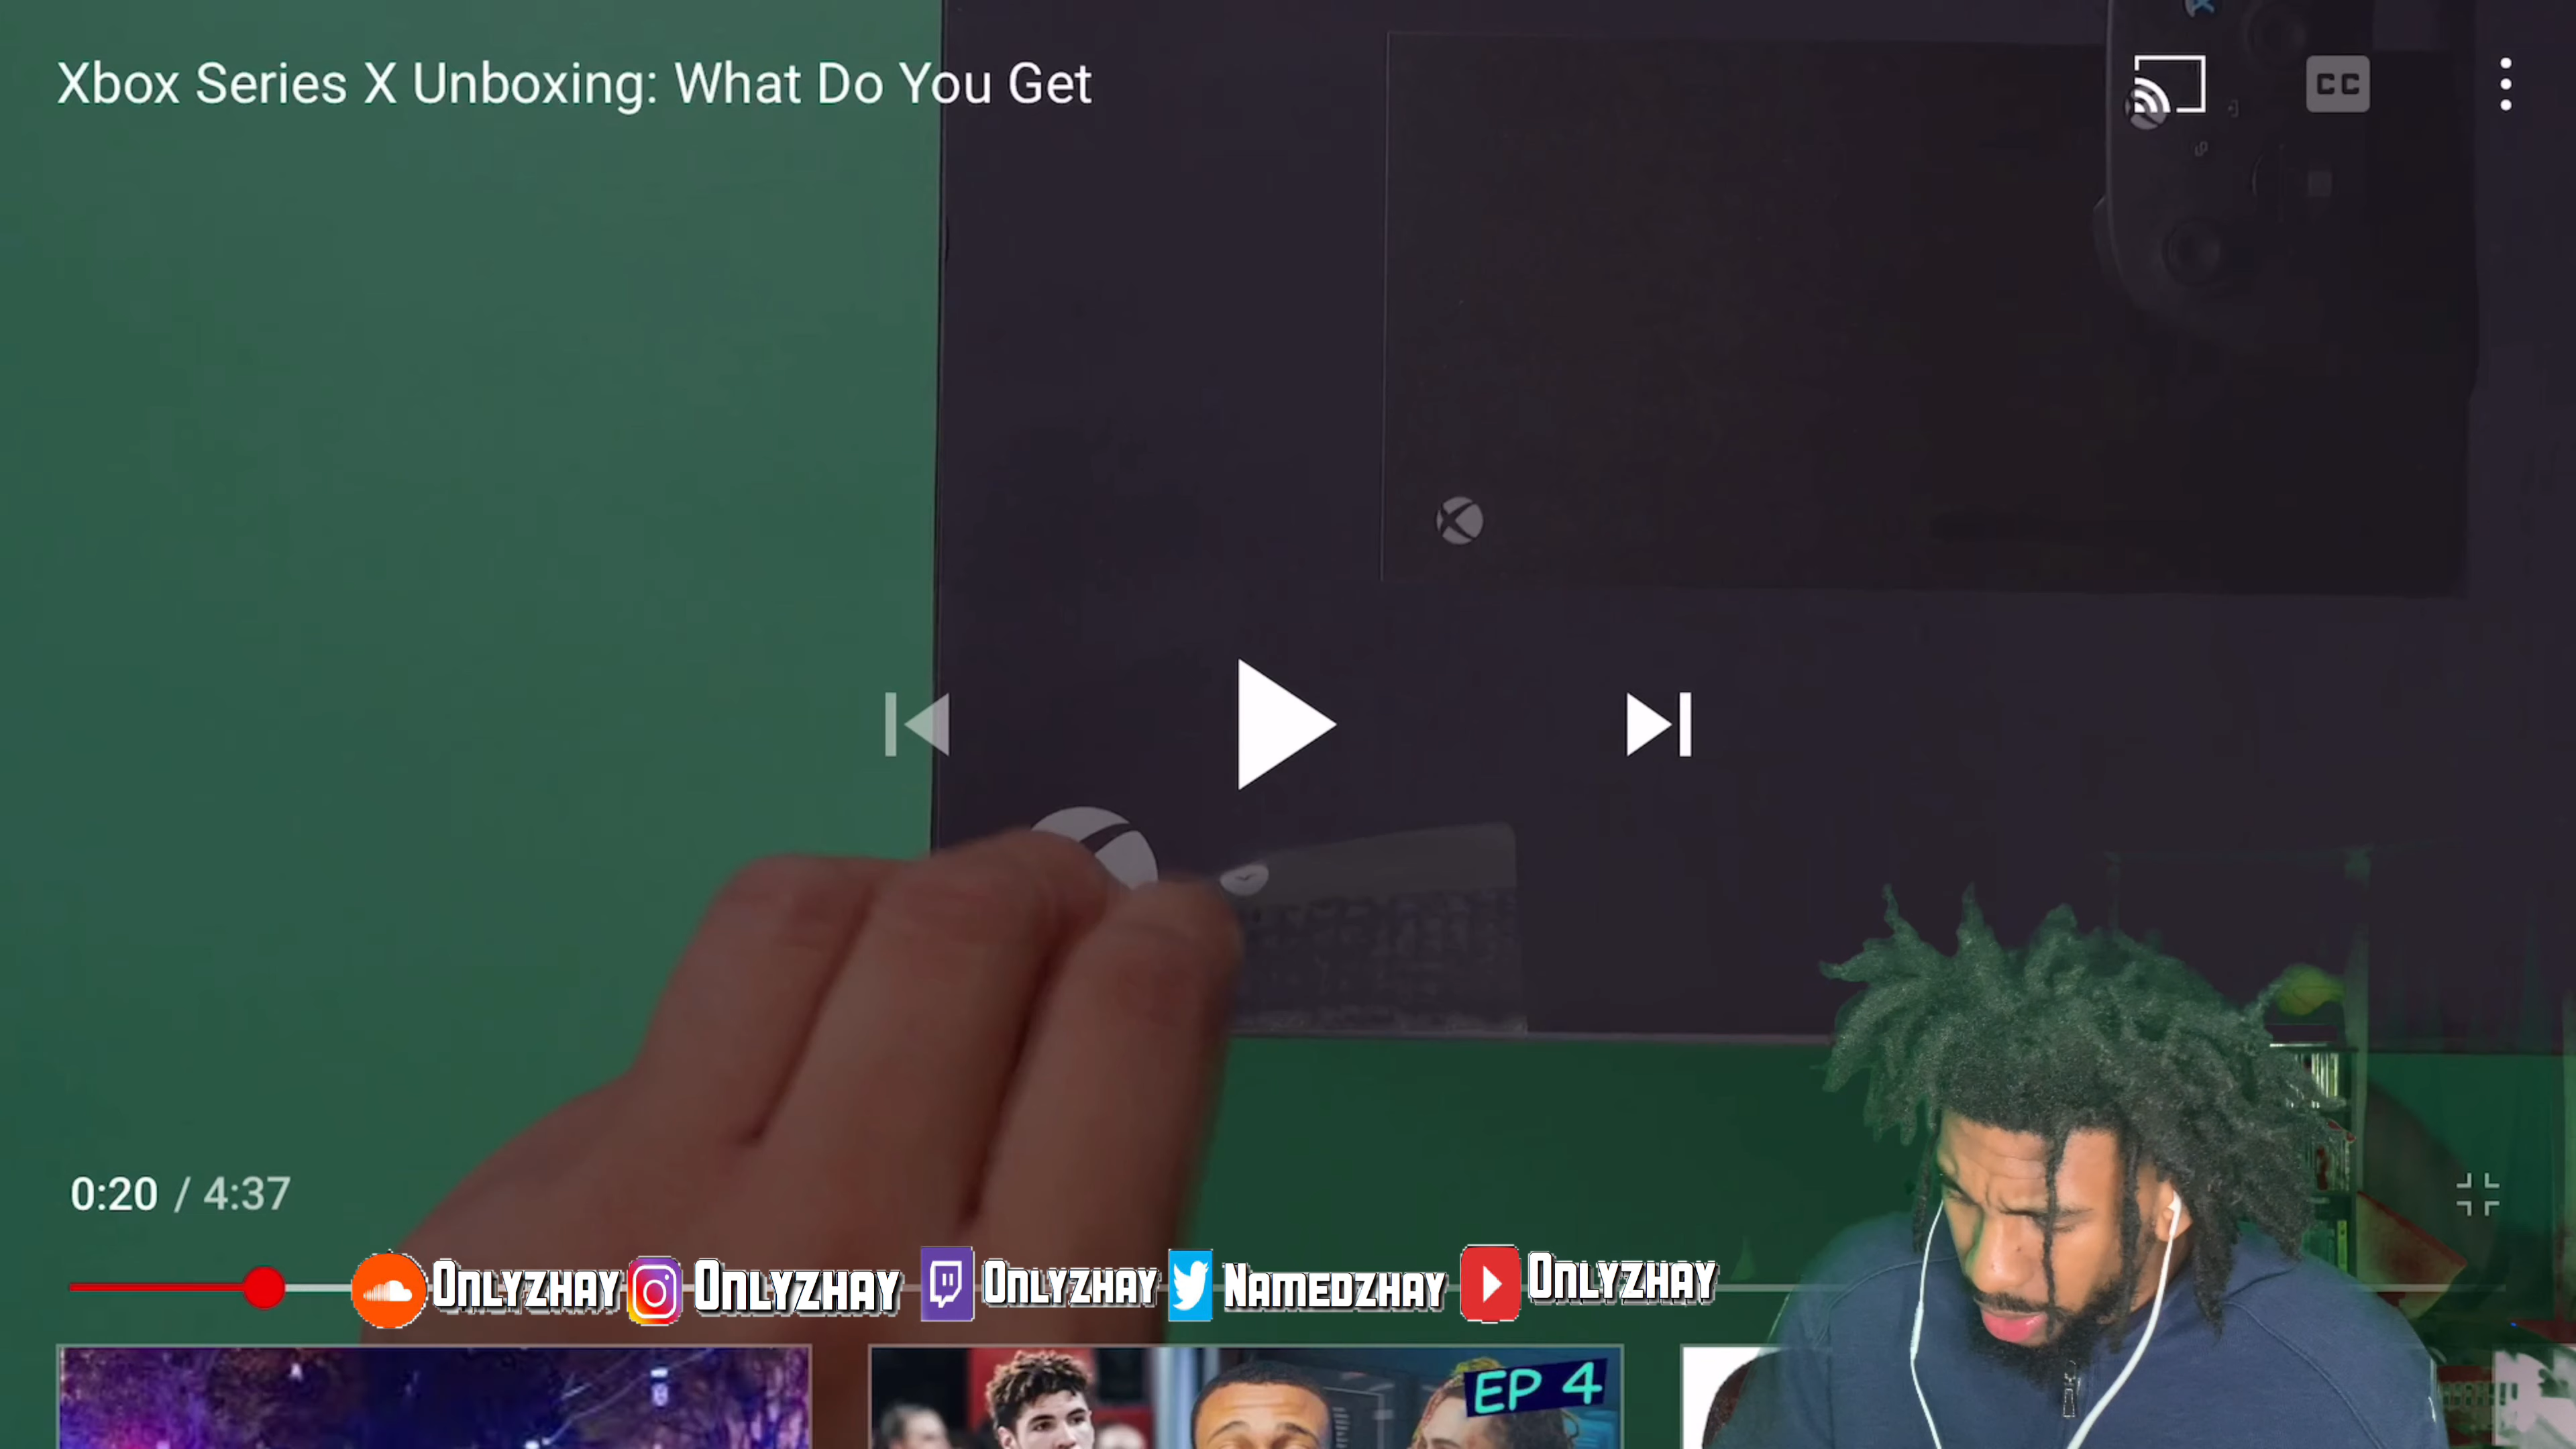 Xbox Series X Unboxing: What Do You Get
CC
0:20 / 4:37
Onlyzhay Onlyzhay Onlyzhay Namedzhay Onlyzhay
EP 4